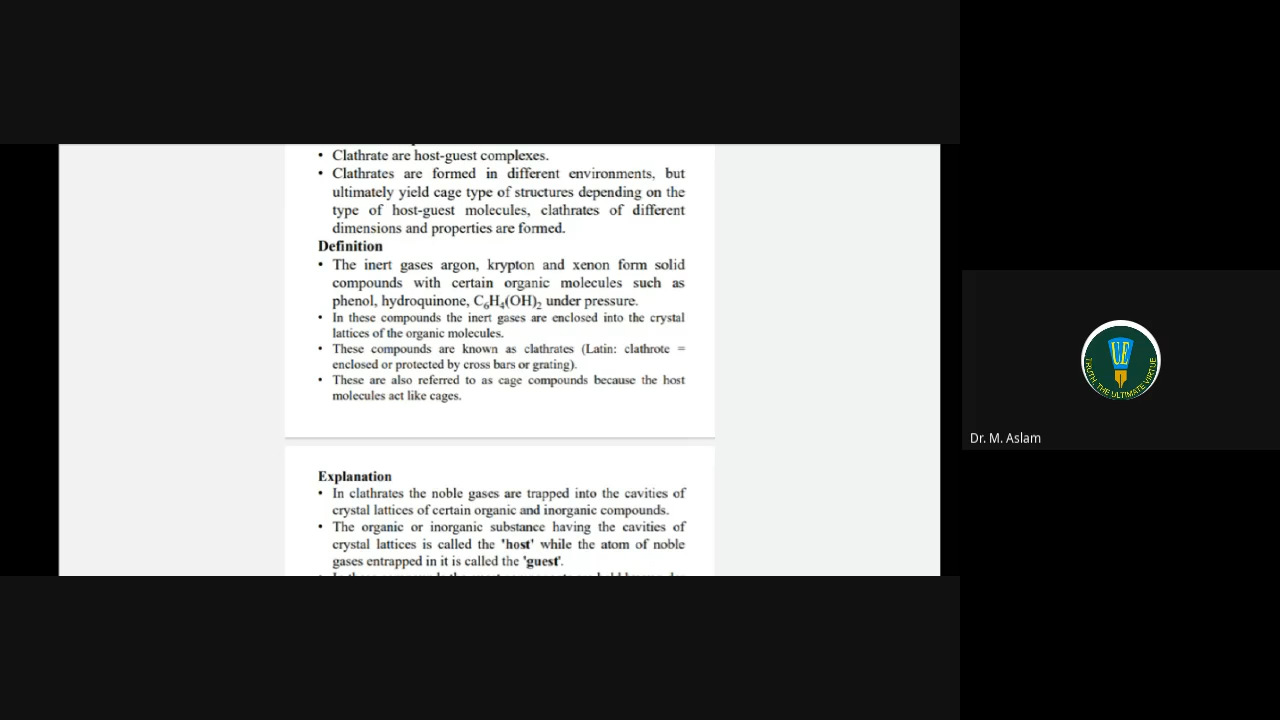 • Clathrate are host-guest complexes.
• Clathrates are formed in different environments, but
ultimately yield cage type of structures depending on the
type of host-guest molecules, clathrates of different
dimensions and properties are formed.
Definition
• The inert gases argon, krypton and xenon form solid
compounds with certain organic molecules such as
phenol, hydroquinone, C₆H₄(OH)₂ under pressure.
• In these compounds the inert gases are enclosed into the crystal
lattices of the organic molecules.
• These compounds are known as clathrates (Latin: clathrote =
enclosed or protected by cross bars or grating).
• These are also referred to as cage compounds because the host
molecules act like cages.
Explanation
• In clathrates the noble gases are trapped into the cavities of
crystal lattices of certain organic and inorganic compounds.
• The organic or inorganic substance having the cavities of
crystal lattices is called the 'host' while the atom of noble
gases entrapped in it is called the 'guest'.
UE
TRUTH, THE ULTIMATE VIRTUE
Dr. M. Aslam